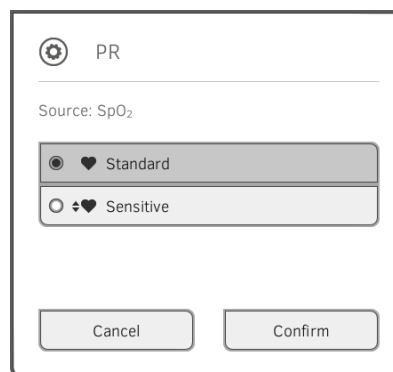 PR
Source: SpO₂
Standard
Sensitive
Cancel
Confirm